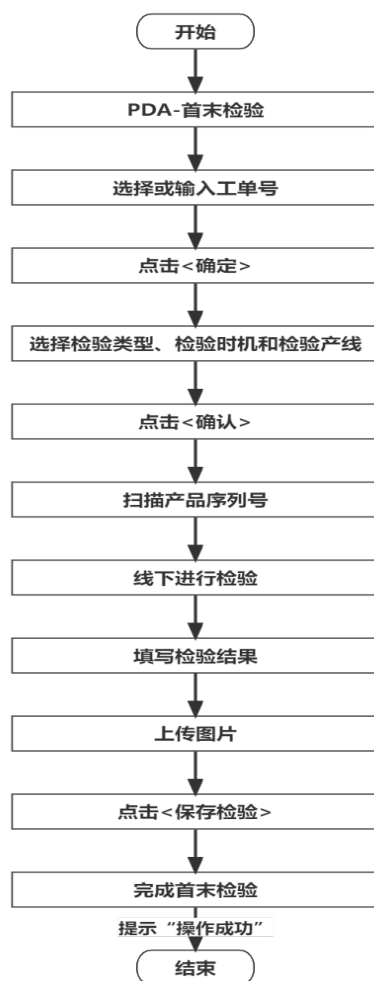 开始
PDA-首末检验
选择或输入工单号
点击<确定>
选择检验类型、检验时机和检验产线
点击<确认>
扫描产品序列号
线下进行检验
填写检验结果
上传图片
点击<保存检验>
完成首末检验
提示“操作成功”
结束